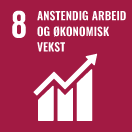 8 ANSTENDIG ARBEID
OG ØKONOMISK
VEKST